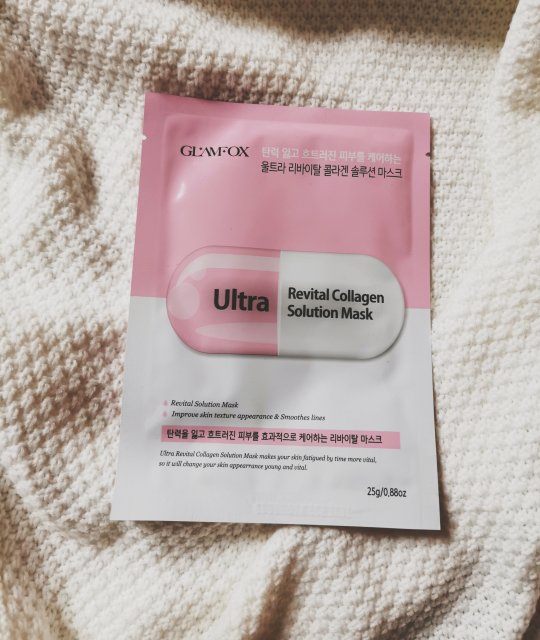 GLAMFOX
탄력 잃고 흐트러진 피부를 케어하는
울트라 리바이탈 콜라겐 솔루션 마스크
Ultra
Revital Collagen
Solution Mask
Revital Solution Mask
Improve skin texture appearance & Smoothes lines
탄력을 잃고 흐트러진 피부를 효과적으로 케어하는 리바이탈 마스크
Ultra Revital Collagen Solution Mask makes your skin fatigued by time more vital,
so it will change your skin appearrance young and vital.
25g/0,88oz